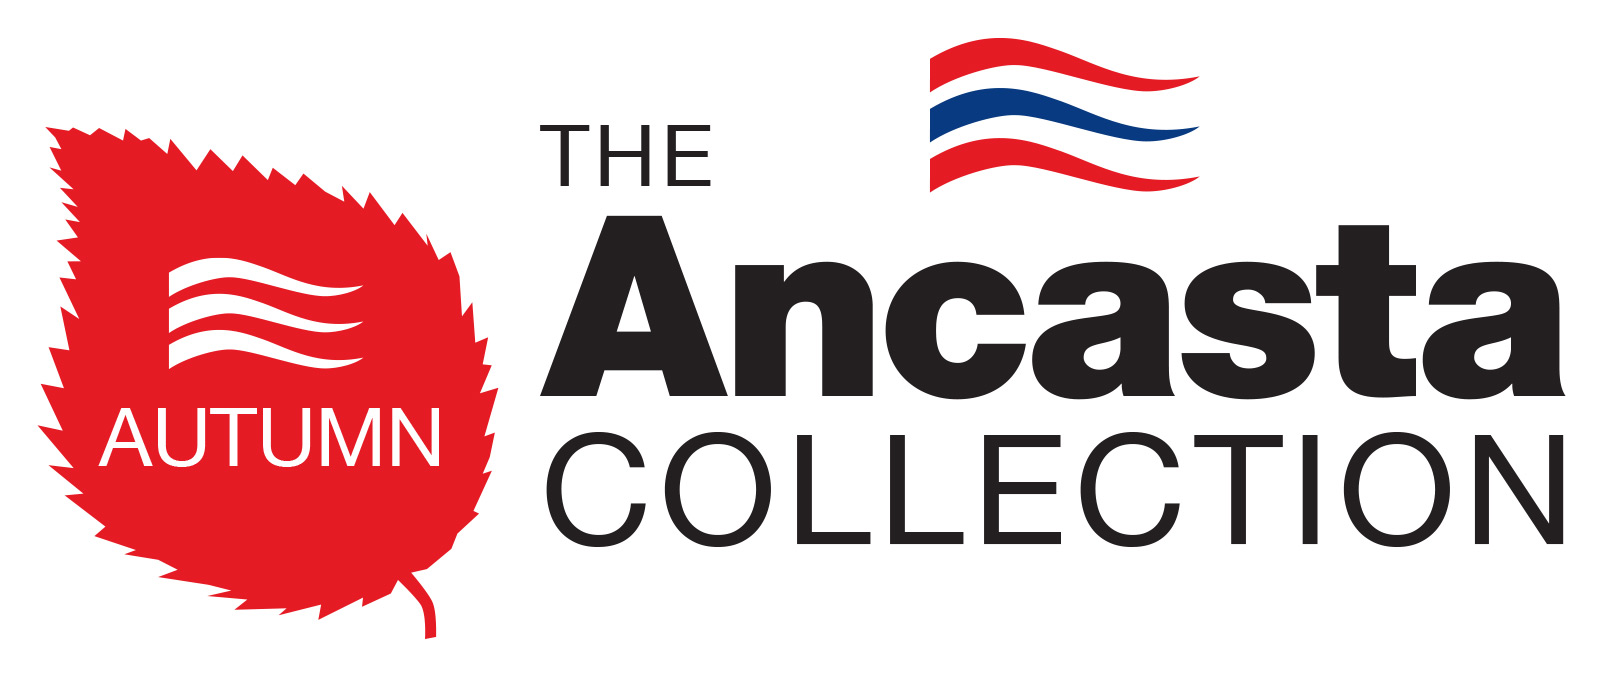 AUTUMN
THE
Ancasta
COLLECTION